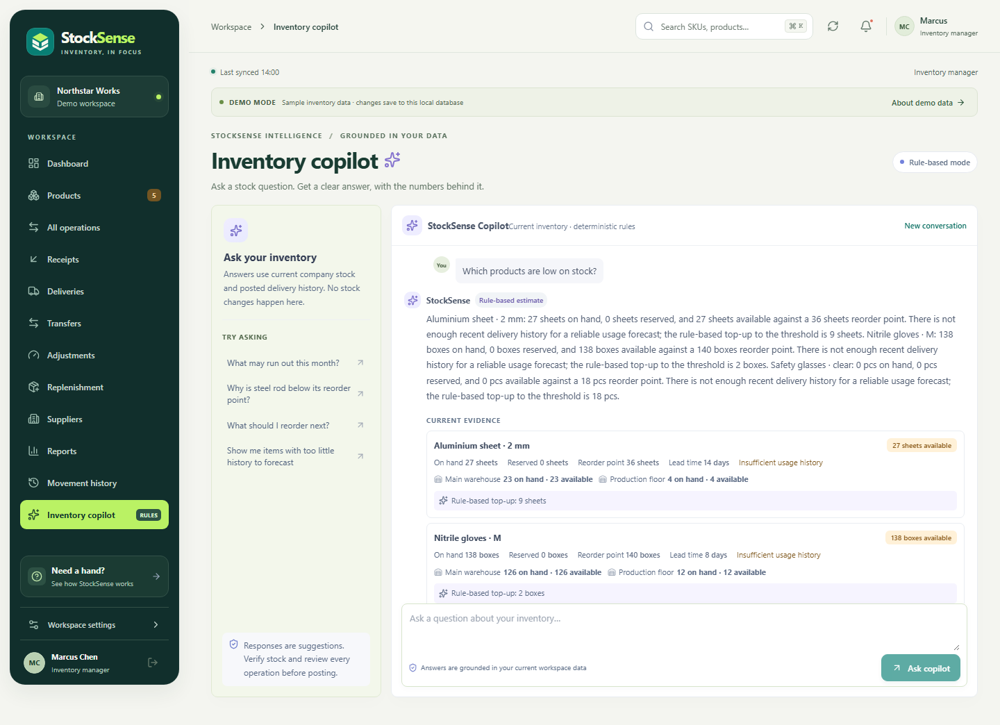 StockSense
INVENTORY, IN FOCUS
Northstar Works
Demo workspace
WORKSPACE
Dashboard
Products 5
All operations
Receipts
Deliveries
Transfers
Adjustments
Replenishment
Suppliers
Reports
Movement history
Inventory copilot RULES
Need a hand?
See how StockSense works
Workspace settings
MC Marcus Chen
Inventory manager
Workspace > Inventory copilot
Search SKUs, products... ⌘ K
MC Marcus
Inventory manager
Last synced 14:00
Inventory manager
DEMO MODE Sample inventory data · changes save to this local database
About demo data →
STOCKSENSE INTELLIGENCE / GROUNDED IN YOUR DATA
Inventory copilot
Rule-based mode
Ask a stock question. Get a clear answer, with the numbers behind it.
Ask your inventory
Answers use current company stock
and posted delivery history. No stock
changes happen here.
TRY ASKING
What may run out this month?
Why is steel rod below its reorder
point?
What should I reorder next?
Show me items with too little
history to forecast
Responses are suggestions.
Verify stock and review every
operation before posting.
StockSense Copilot Current inventory · deterministic rules
New conversation
You Which products are low on stock?
StockSense Rule-based estimate
Aluminium sheet · 2 mm: 27 sheets on hand, 0 sheets reserved, and 27 sheets available against a 36 sheets reorder point. There is not
enough recent delivery history for a reliable usage forecast; the rule-based top-up to the threshold is 9 sheets. Nitrile gloves · M: 138
boxes on hand, 0 boxes reserved, and 138 boxes available against a 140 boxes reorder point. There is not enough recent delivery
history for a reliable usage forecast; the rule-based top-up to the threshold is 2 boxes. Safety glasses · clear: 0 pcs on hand, 0 pcs
reserved, and 0 pcs available against a 18 pcs reorder point. There is not enough recent delivery history for a reliable usage forecast;
the rule-based top-up to the threshold is 18 pcs.
CURRENT EVIDENCE
Aluminium sheet · 2 mm
27 sheets available
On hand 27 sheets Reserved 0 sheets Reorder point 36 sheets Lead time 14 days Insufficient usage history
Main warehouse 23 on hand · 23 available Production floor 4 on hand · 4 available
Rule-based top-up: 9 sheets
Nitrile gloves · M
138 boxes available
On hand 138 boxes Reserved 0 boxes Reorder point 140 boxes Lead time 8 days Insufficient usage history
Main warehouse 126 on hand · 126 available Production floor 12 on hand · 12 available
Rule-based top-up: 2 boxes
Ask a question about your inventory...
Answers are grounded in your current workspace data
Ask copilot